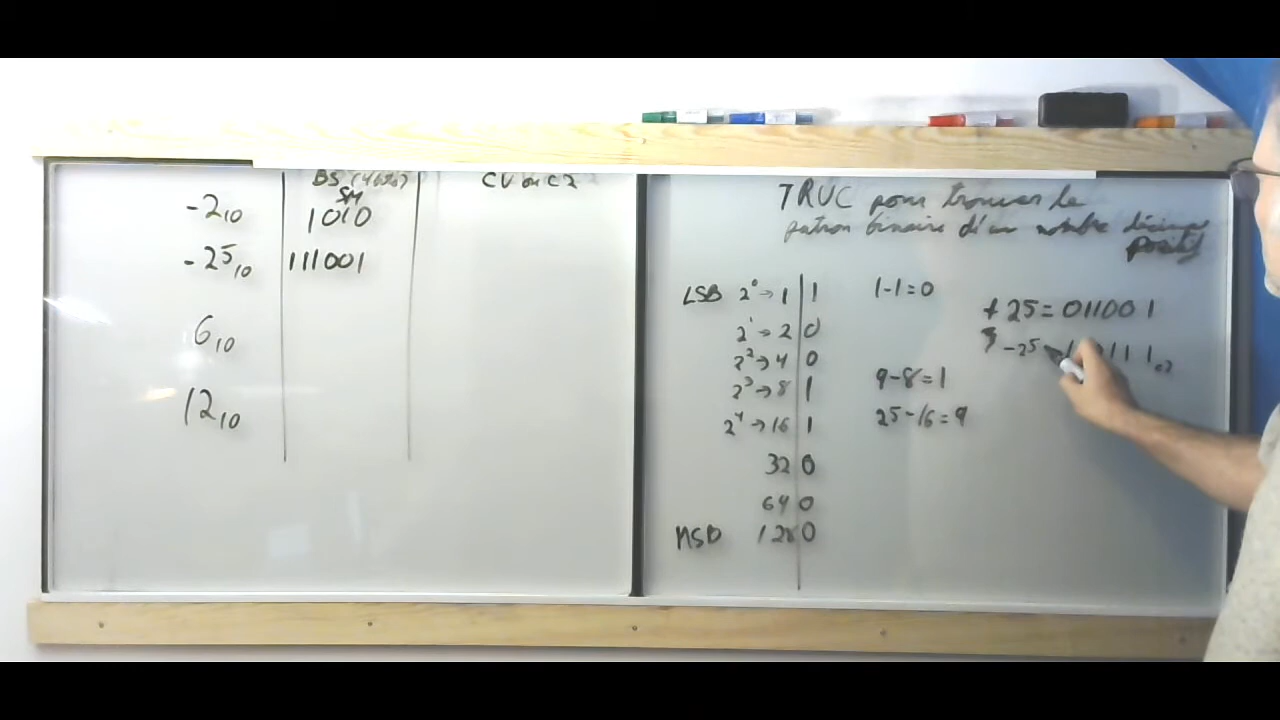 BS (4bits) CV ou C2
SM
-2₁₀ 1010
-25₁₀ 111001
6₁₀
12₁₀
TRUC pour trouver le
patron binaire d'un nombre décimal
positif
LSB 2⁰→1 1 1-1=0
2¹→2 0
2²→4 0
2³→8 1 9-8=1
2⁴→16 1 25-16=9
32 0
64 0
MSB 128 0
+25=011001
-25